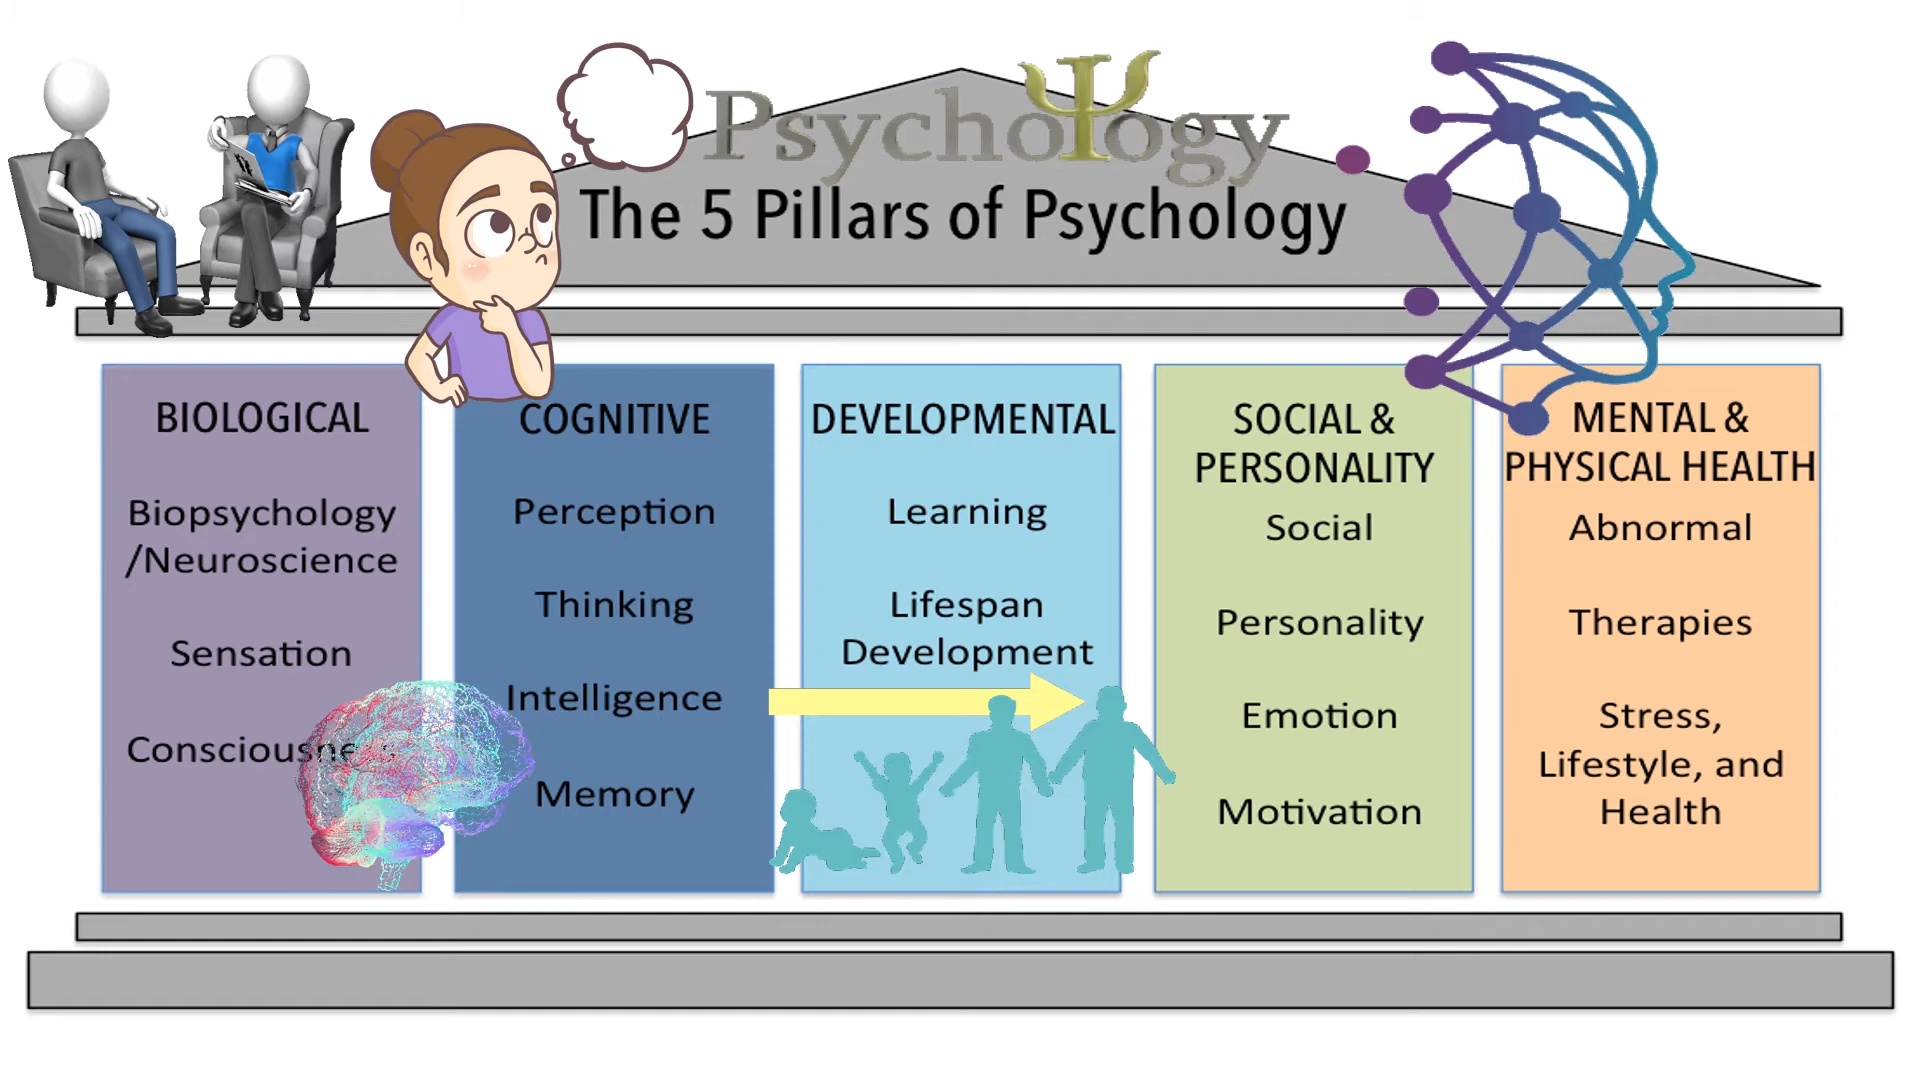 Psychology
The 5 Pillars of Psychology
BIOLOGICAL
Biopsychology
/Neuroscience
Sensation
COGNITIVE
Perception
Thinking
Intelligence
Memory
DEVELOPMENTAL
Learning
Lifespan
Development
SOCIAL &
PERSONALITY
Social
Personality
Emotion
Motivation
MENTAL &
PHYSICAL HEALTH
Abnormal
Therapies
Stress,
Lifestyle, and
Health